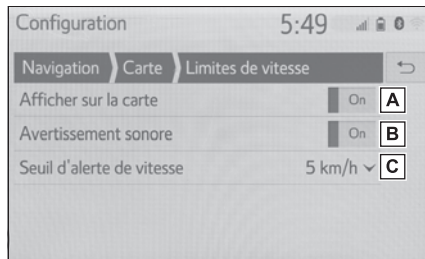 Configuration 5:49
Navigation Carte Limites de vitesse
Afficher sur la carte On A
Avertissement sonore On B
Seuil d'alerte de vitesse 5 km/h C